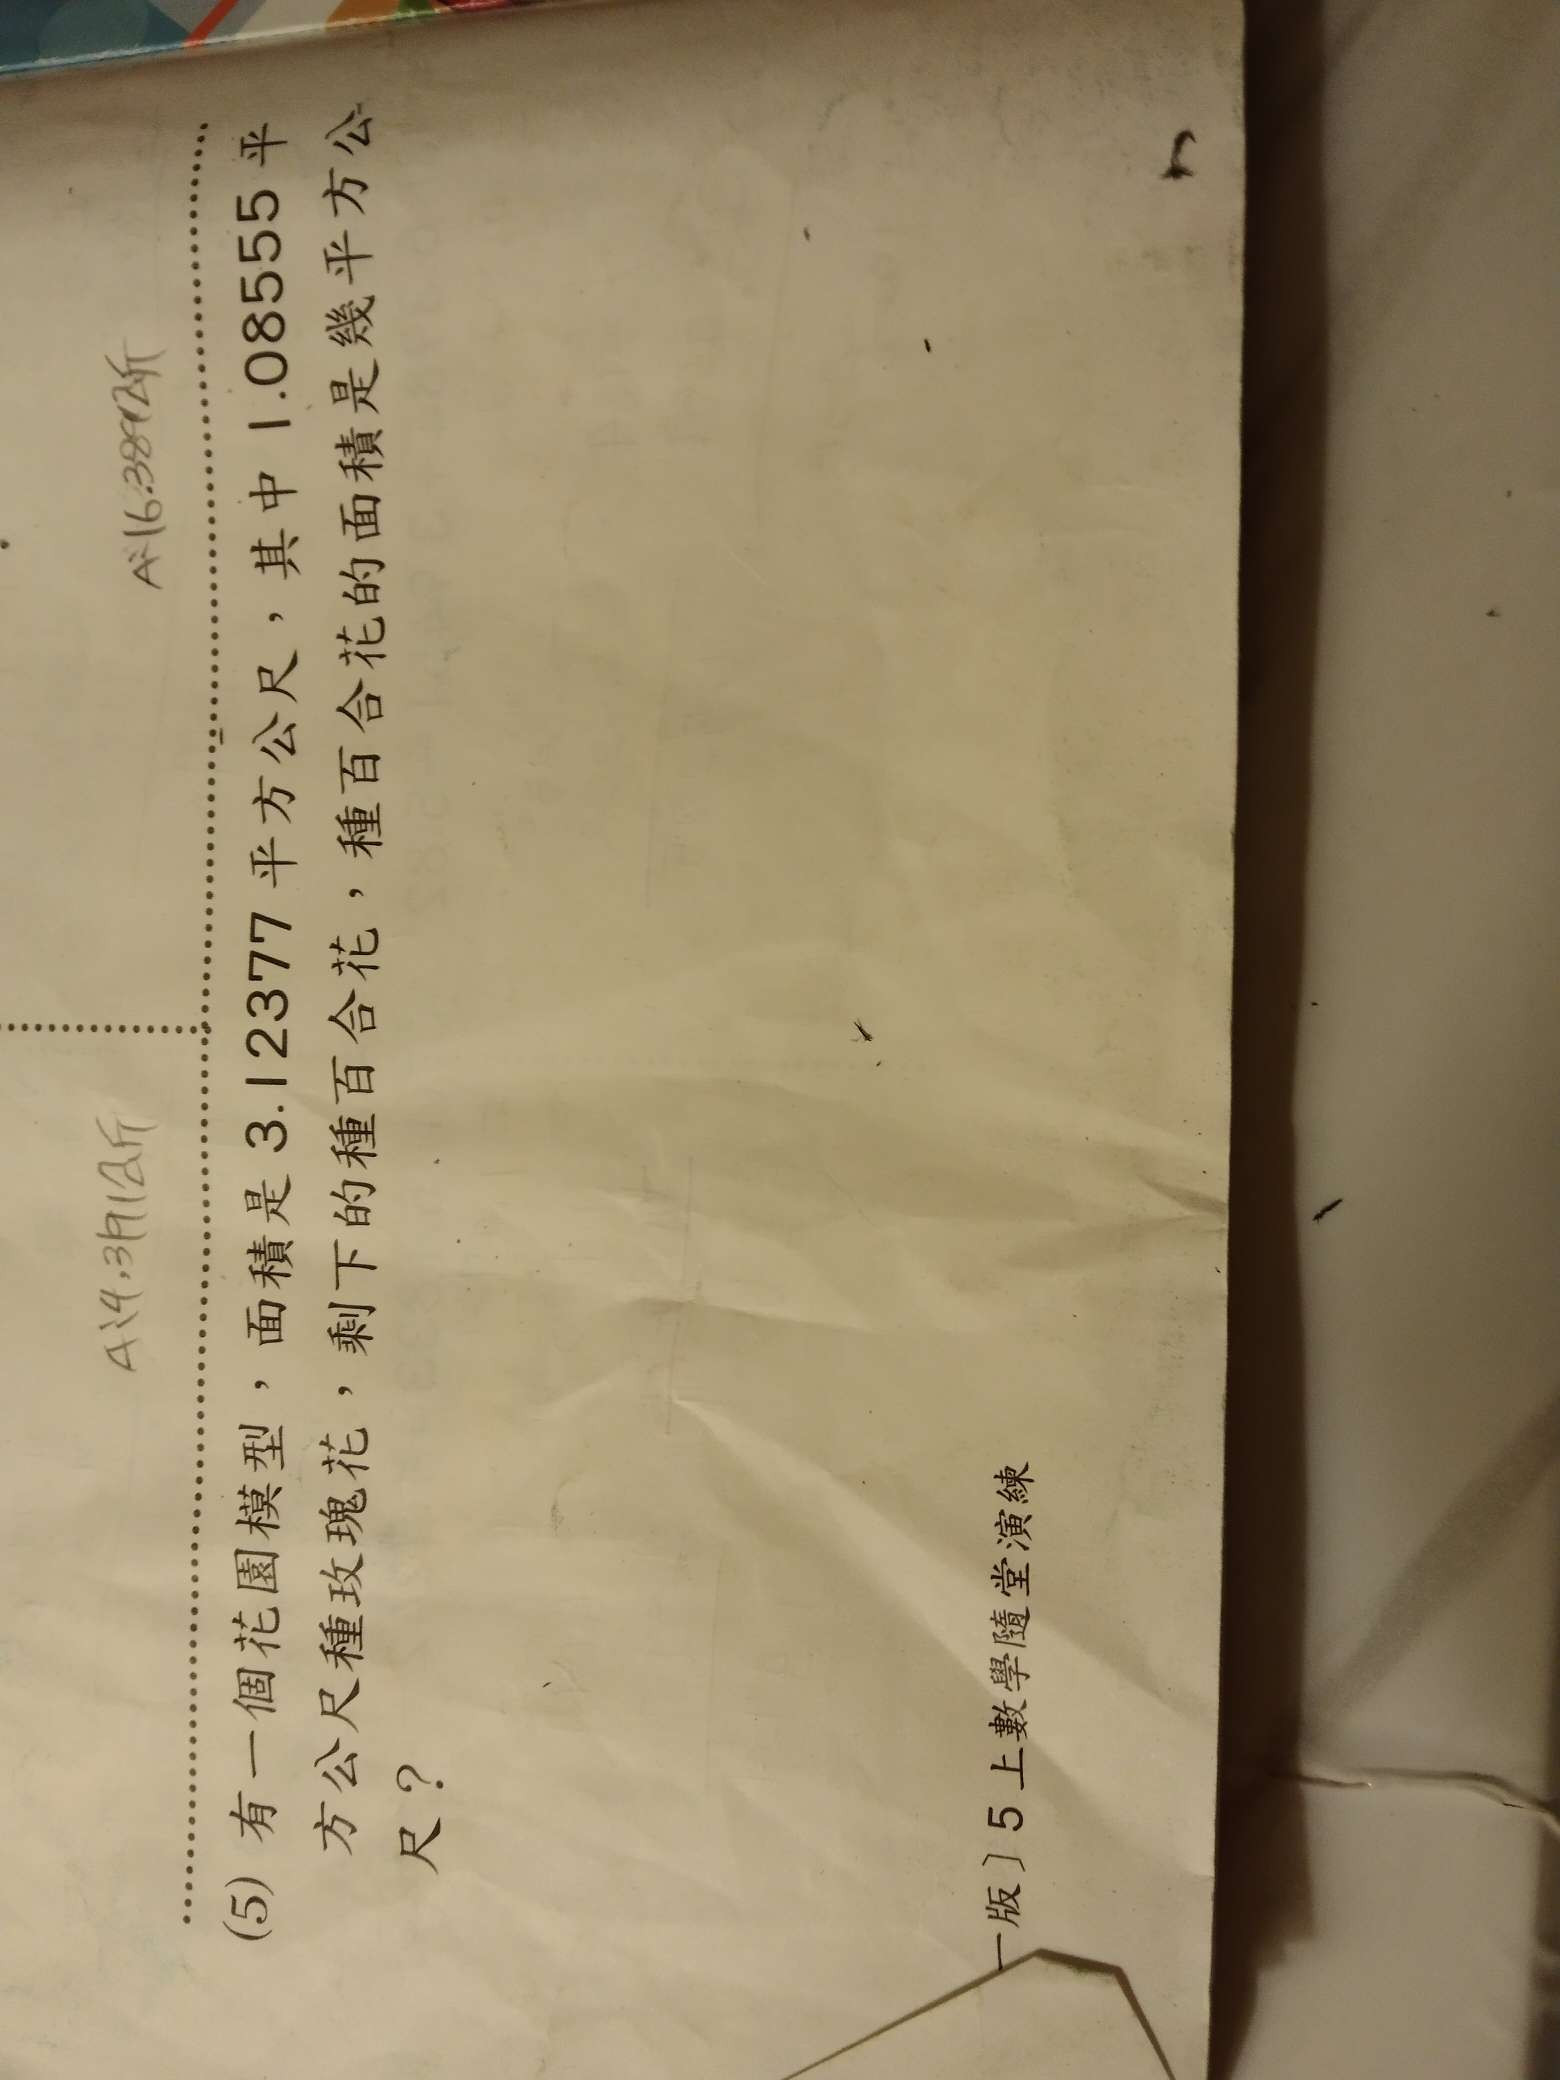 A:14.3912斤
A:16.3892斤
(5) 有一個花園模型，面積是 3.12377 平方公尺，其中 1.08555 平
方公尺種玫瑰花，剩下的種百合花，種百合花的面積是幾平方公
尺？
一版〕5 上數學隨堂演練